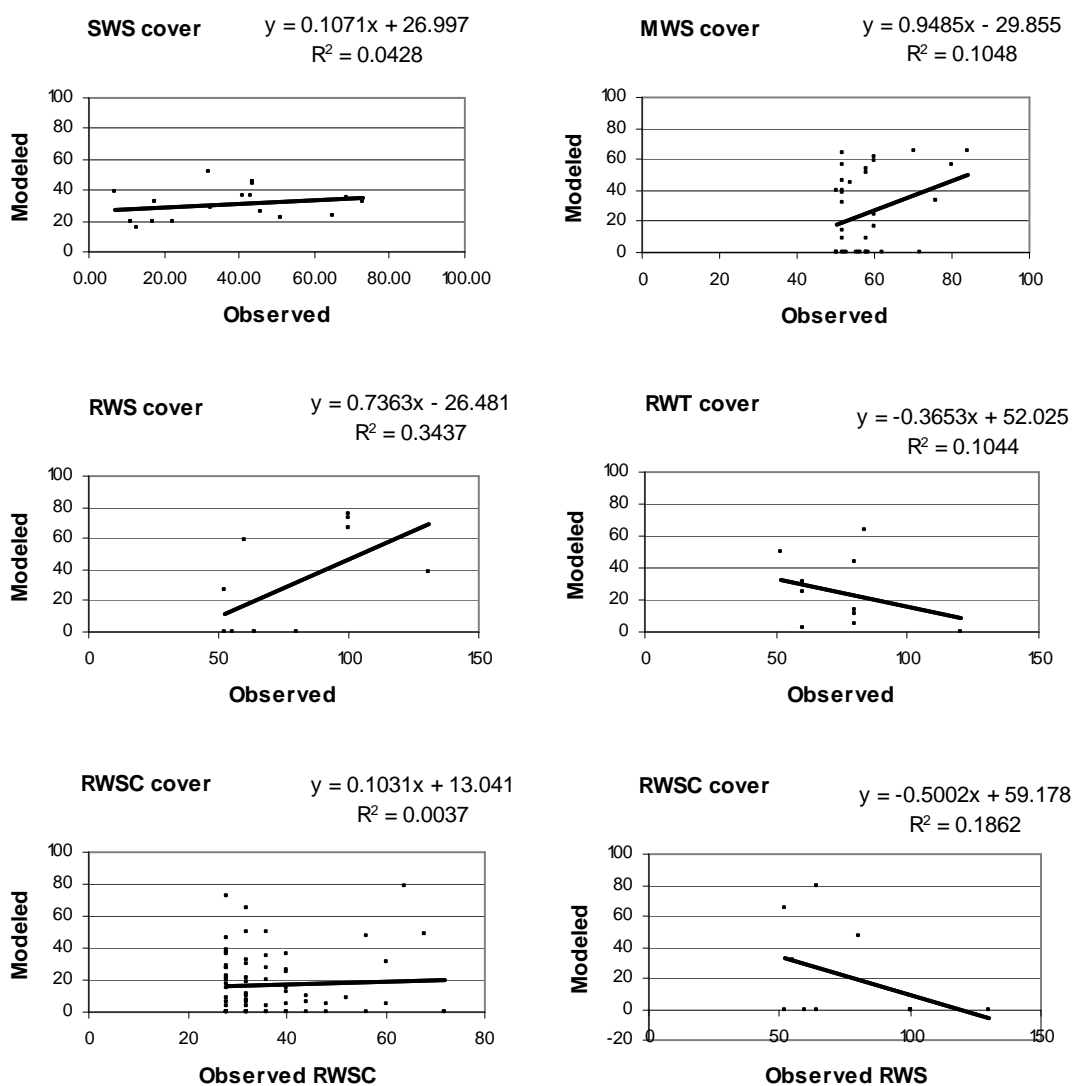 SWS cover
y = 0.1071x + 26.997
R² = 0.0428
100
80
60
40
20
0
0.00 20.00 40.00 60.00 80.00 100.00
Modeled
Observed
MWS cover
y = 0.9485x - 29.855
R² = 0.1048
100
80
60
40
20
0
0 20 40 60 80 100
Modeled
Observed
RWS cover
y = 0.7363x - 26.481
R² = 0.3437
100
80
60
40
20
0
0 50 100 150
Modeled
Observed
RWT cover
y = -0.3653x + 52.025
R² = 0.1044
100
80
60
40
20
0
0 50 100 150
Modeled
Observed
RWSC cover
y = 0.1031x + 13.041
R² = 0.0037
100
80
60
40
20
0
0 20 40 60 80
Modeled
Observed RWSC
RWSC cover
y = -0.5002x + 59.178
R² = 0.1862
100
80
60
40
20
0
-20
0 50 100 150
Modeled
Observed RWS